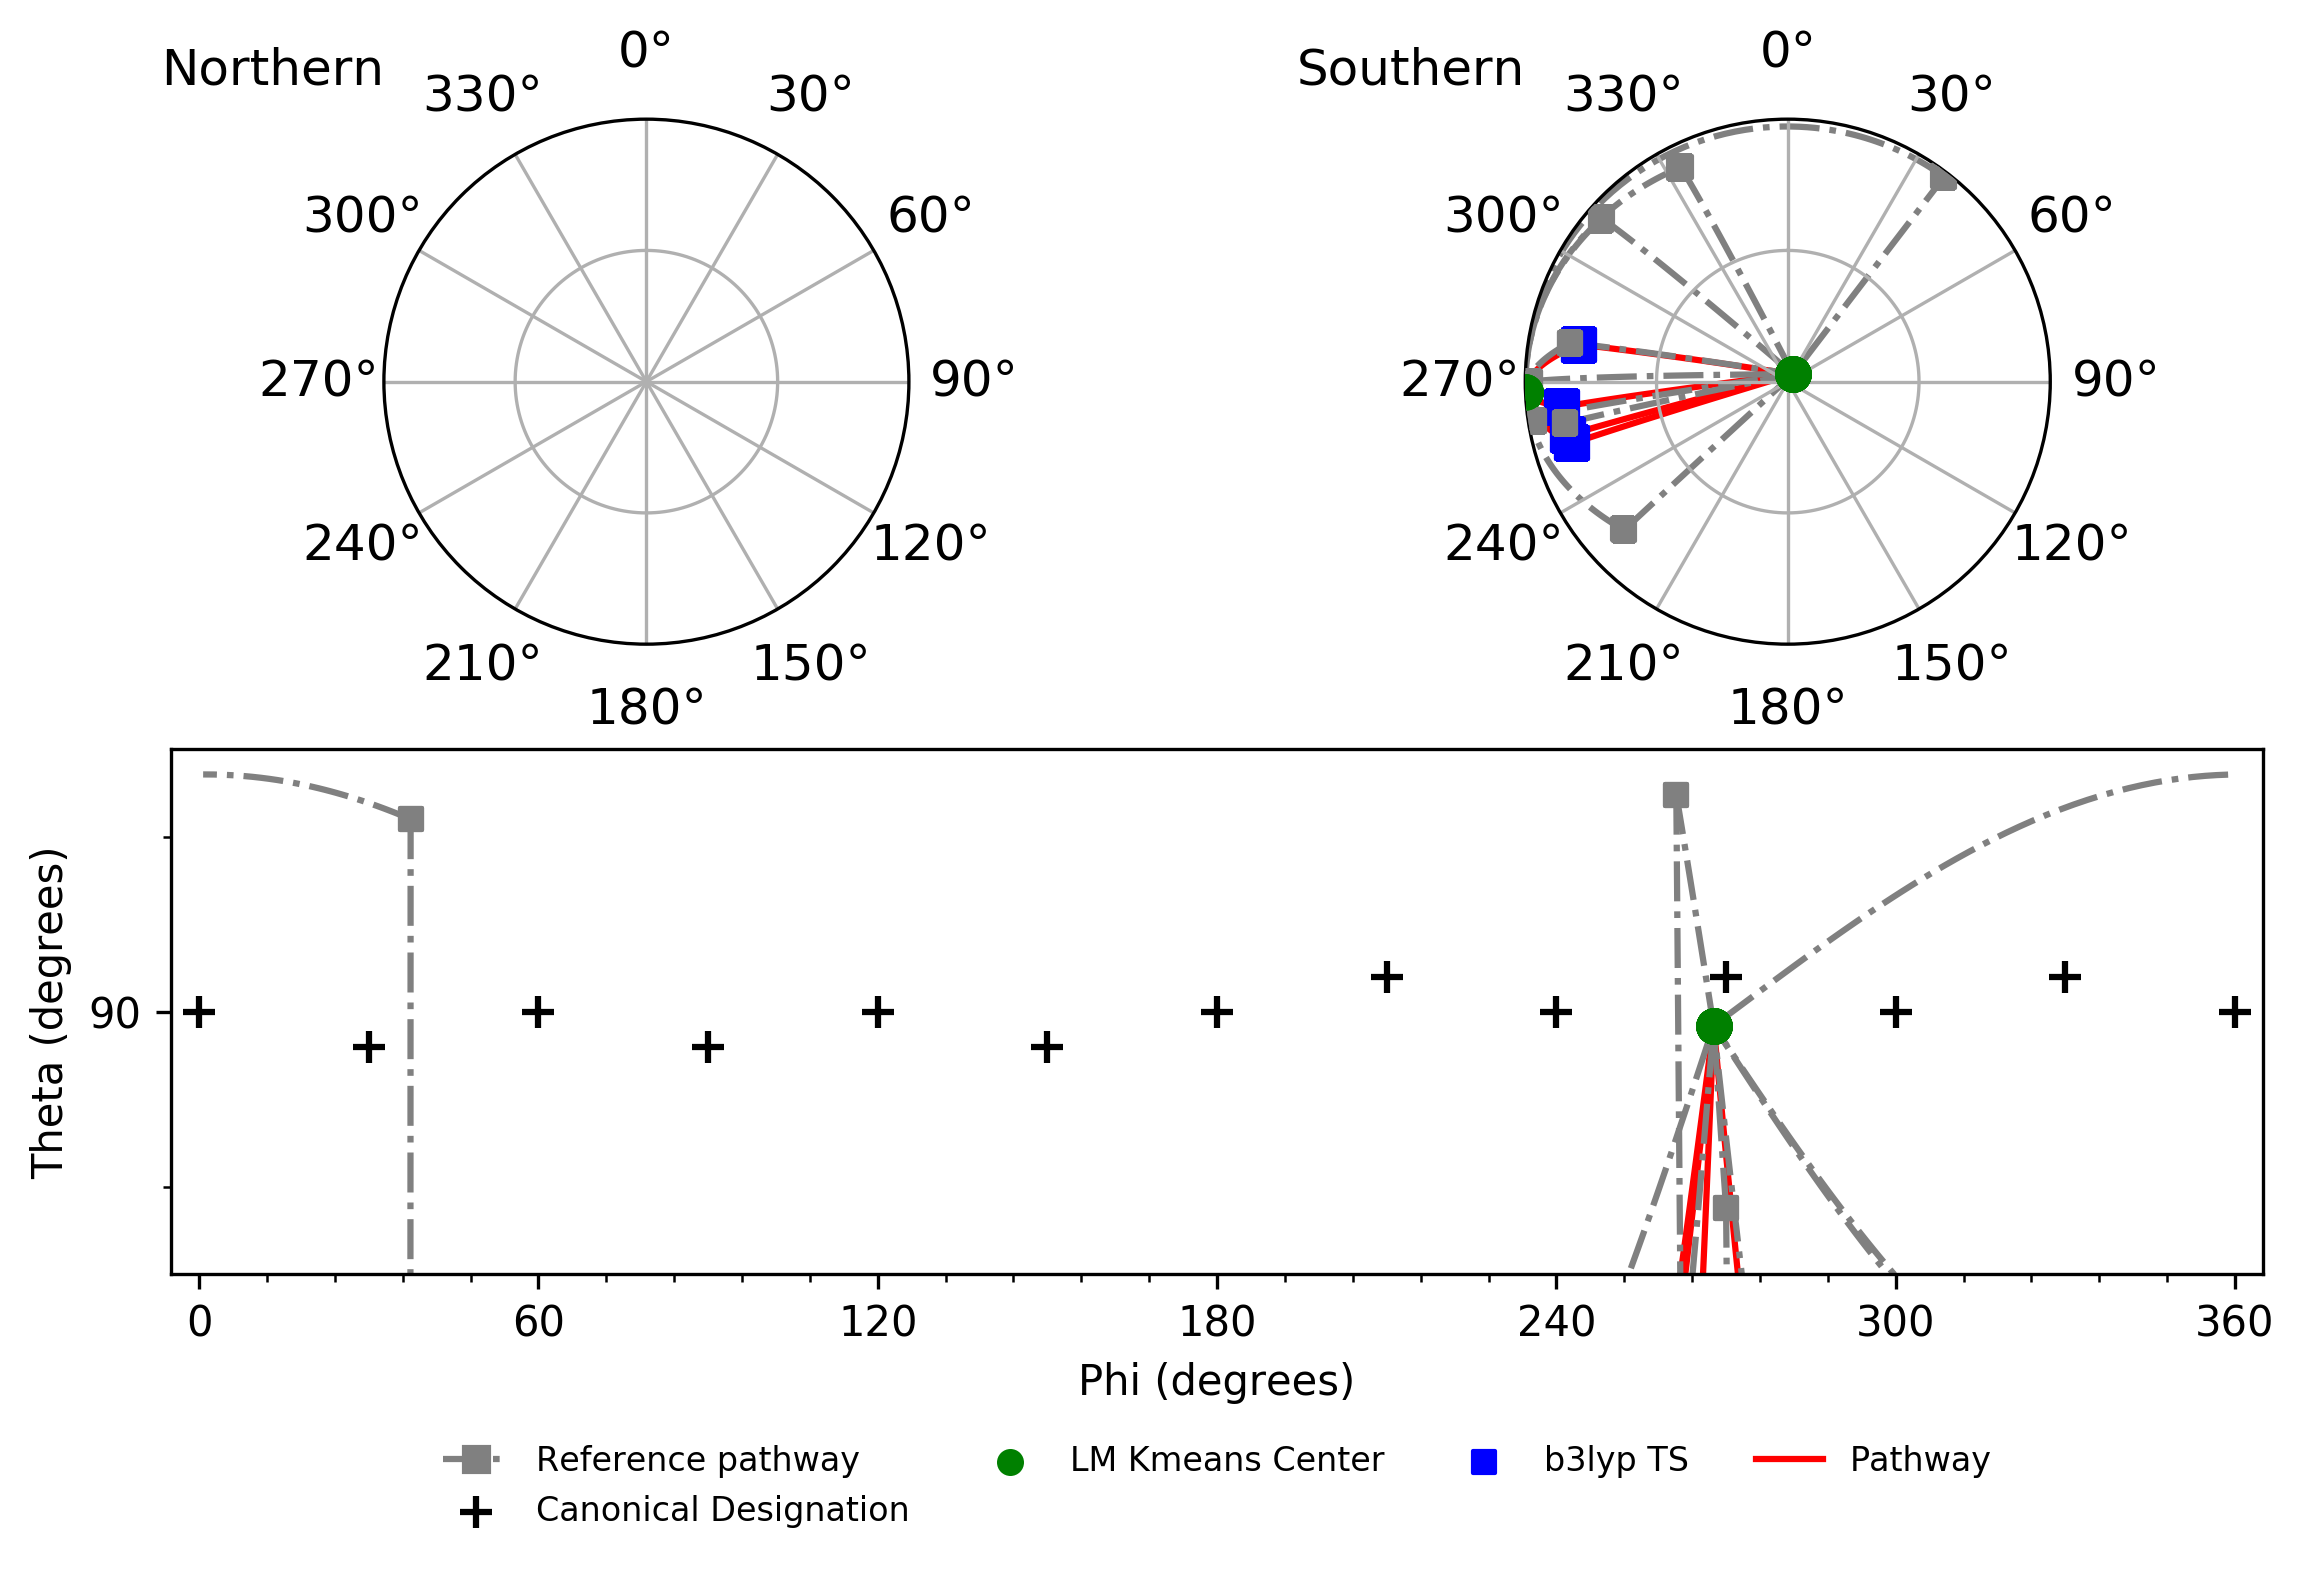 Northern
0°
330°
30°
300°
60°
270°
90°
240°
120°
210°
150°
180°
Southern
0°
330°
30°
300°
60°
270°
90°
240°
120°
210°
150°
180°
Theta (degrees)
90
0 60 120 180 240 300 360
Phi (degrees)
Reference pathway
LM Kmeans Center
b3lyp TS
Pathway
Canonical Designation